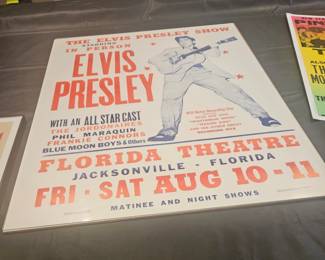 THE ELVIS PRESLEY SHOW
STARRING
IN PERSON
ELVIS
PRESLEY
WITH AN ALL STAR CAST
THE JORDONAIRES
PHIL MARAQUIN
FRANKIE CONNORS
BLUE MOON BOYS & Others
FLORIDA THEATRE
JACKSONVILLE - FLORIDA
FRI - SAT AUG 10-11
MATINEE AND NIGHT SHOWS